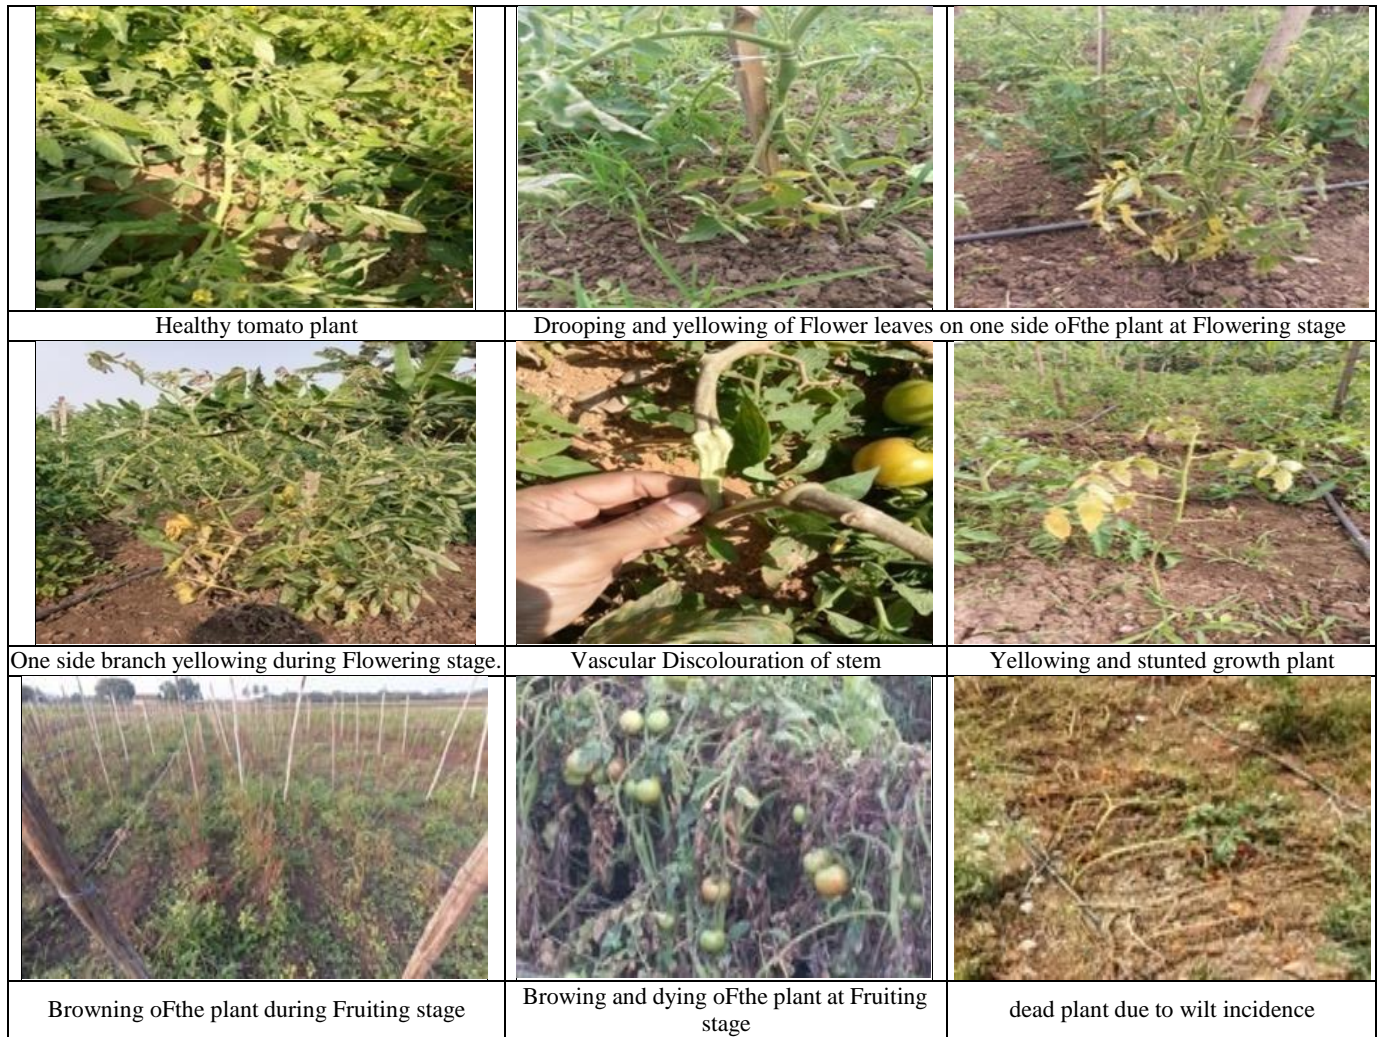 Healthy tomato plant
Drooping and yellowing of Flower leaves on one side oFthe plant at Flowering stage
One side branch yellowing during Flowering stage.
Vascular Discolouration of stem
Yellowing and stunted growth plant
Browning oFthe plant during Fruiting stage
Browing and dying oFthe plant at Fruiting
stage
dead plant due to wilt incidence